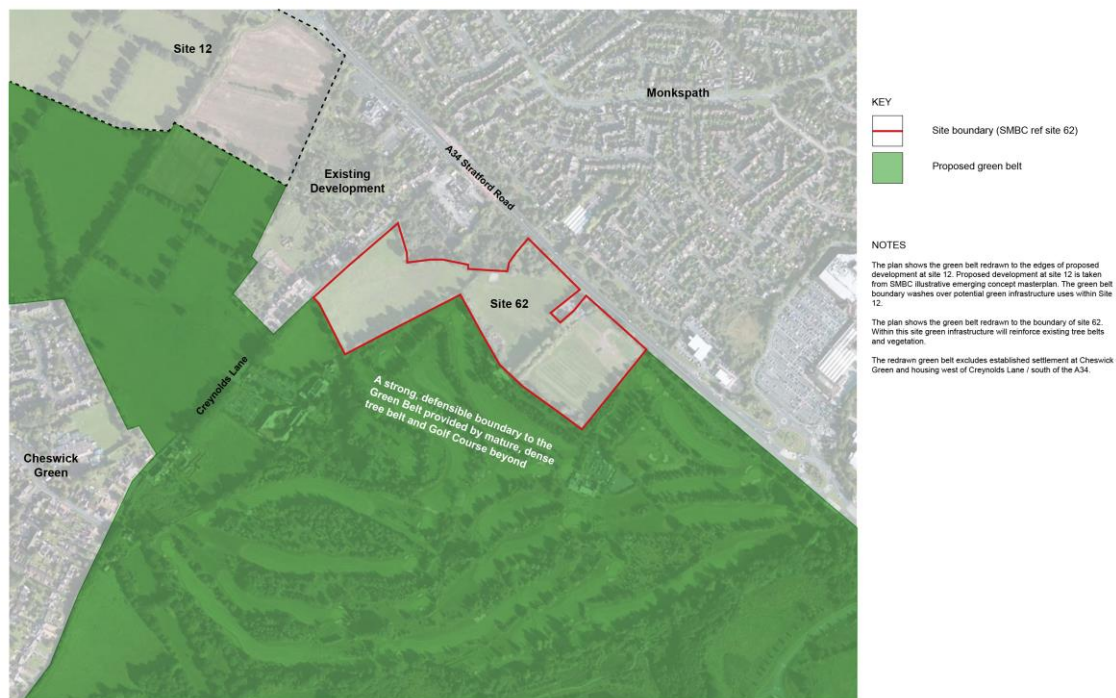 Site 12
Monkspath
A34 Stratford Road
Existing
Development
Site 62
Creynolds Lane
A strong, defensible boundary to the
Green Belt provided by mature, dense
tree belt and Golf Course beyond
Cheswick
Green
KEY
Site boundary (SMBC ref site 62)
Proposed green belt
NOTES
The plan shows the green belt redrawn to the edges of proposed
development at site 12. Proposed development at site 12 is taken
from SMBC illustrative emerging concept masterplan. The green belt
boundary washes over potential green infrastructure uses within Site
12.
The plan shows the green belt redrawn to the boundary of site 62.
Within this site green infrastructure will reinforce existing tree belts
and vegetation.
The redrawn green belt excludes established settlement at Cheswick
Green and housing west of Creynolds Lane / south of the A34.